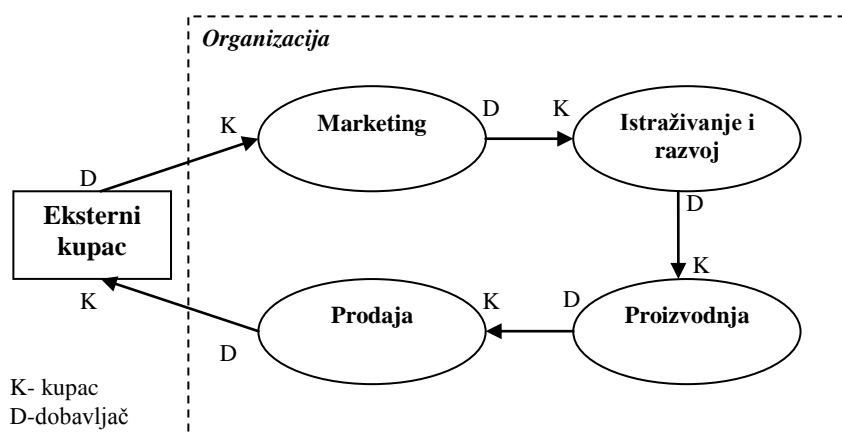 Organizacija
D
K
K
Marketing
Istraživanje i
razvoj
D
D
Eksterni
kupac
K
K
D
K
Prodaja
Proizvodnja
D
K- kupac
D-dobavljač